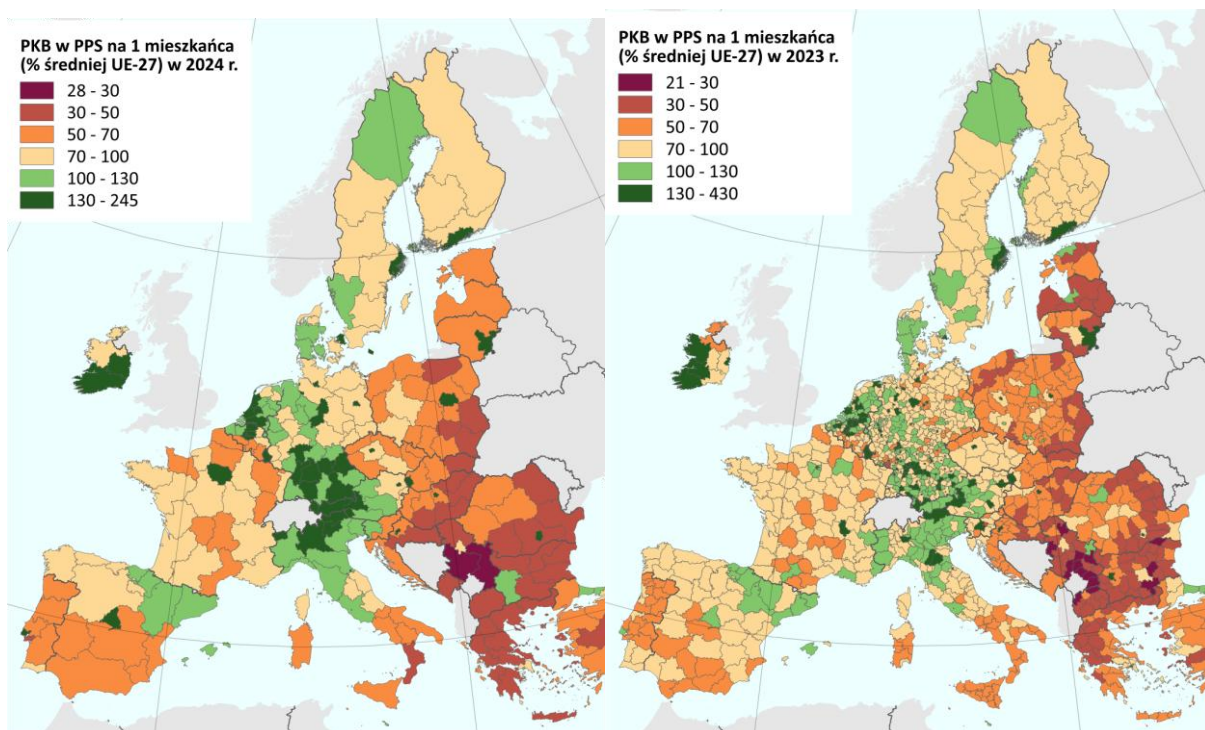 PKB w PPS na 1 mieszkańca
(% średniej UE-27) w 2024 r.
28 - 30
30 - 50
50 - 70
70 - 100
100 - 130
130 - 245
PKB w PPS na 1 mieszkańca
(% średniej UE-27) w 2023 r.
21 - 30
30 - 50
50 - 70
70 - 100
100 - 130
130 - 430